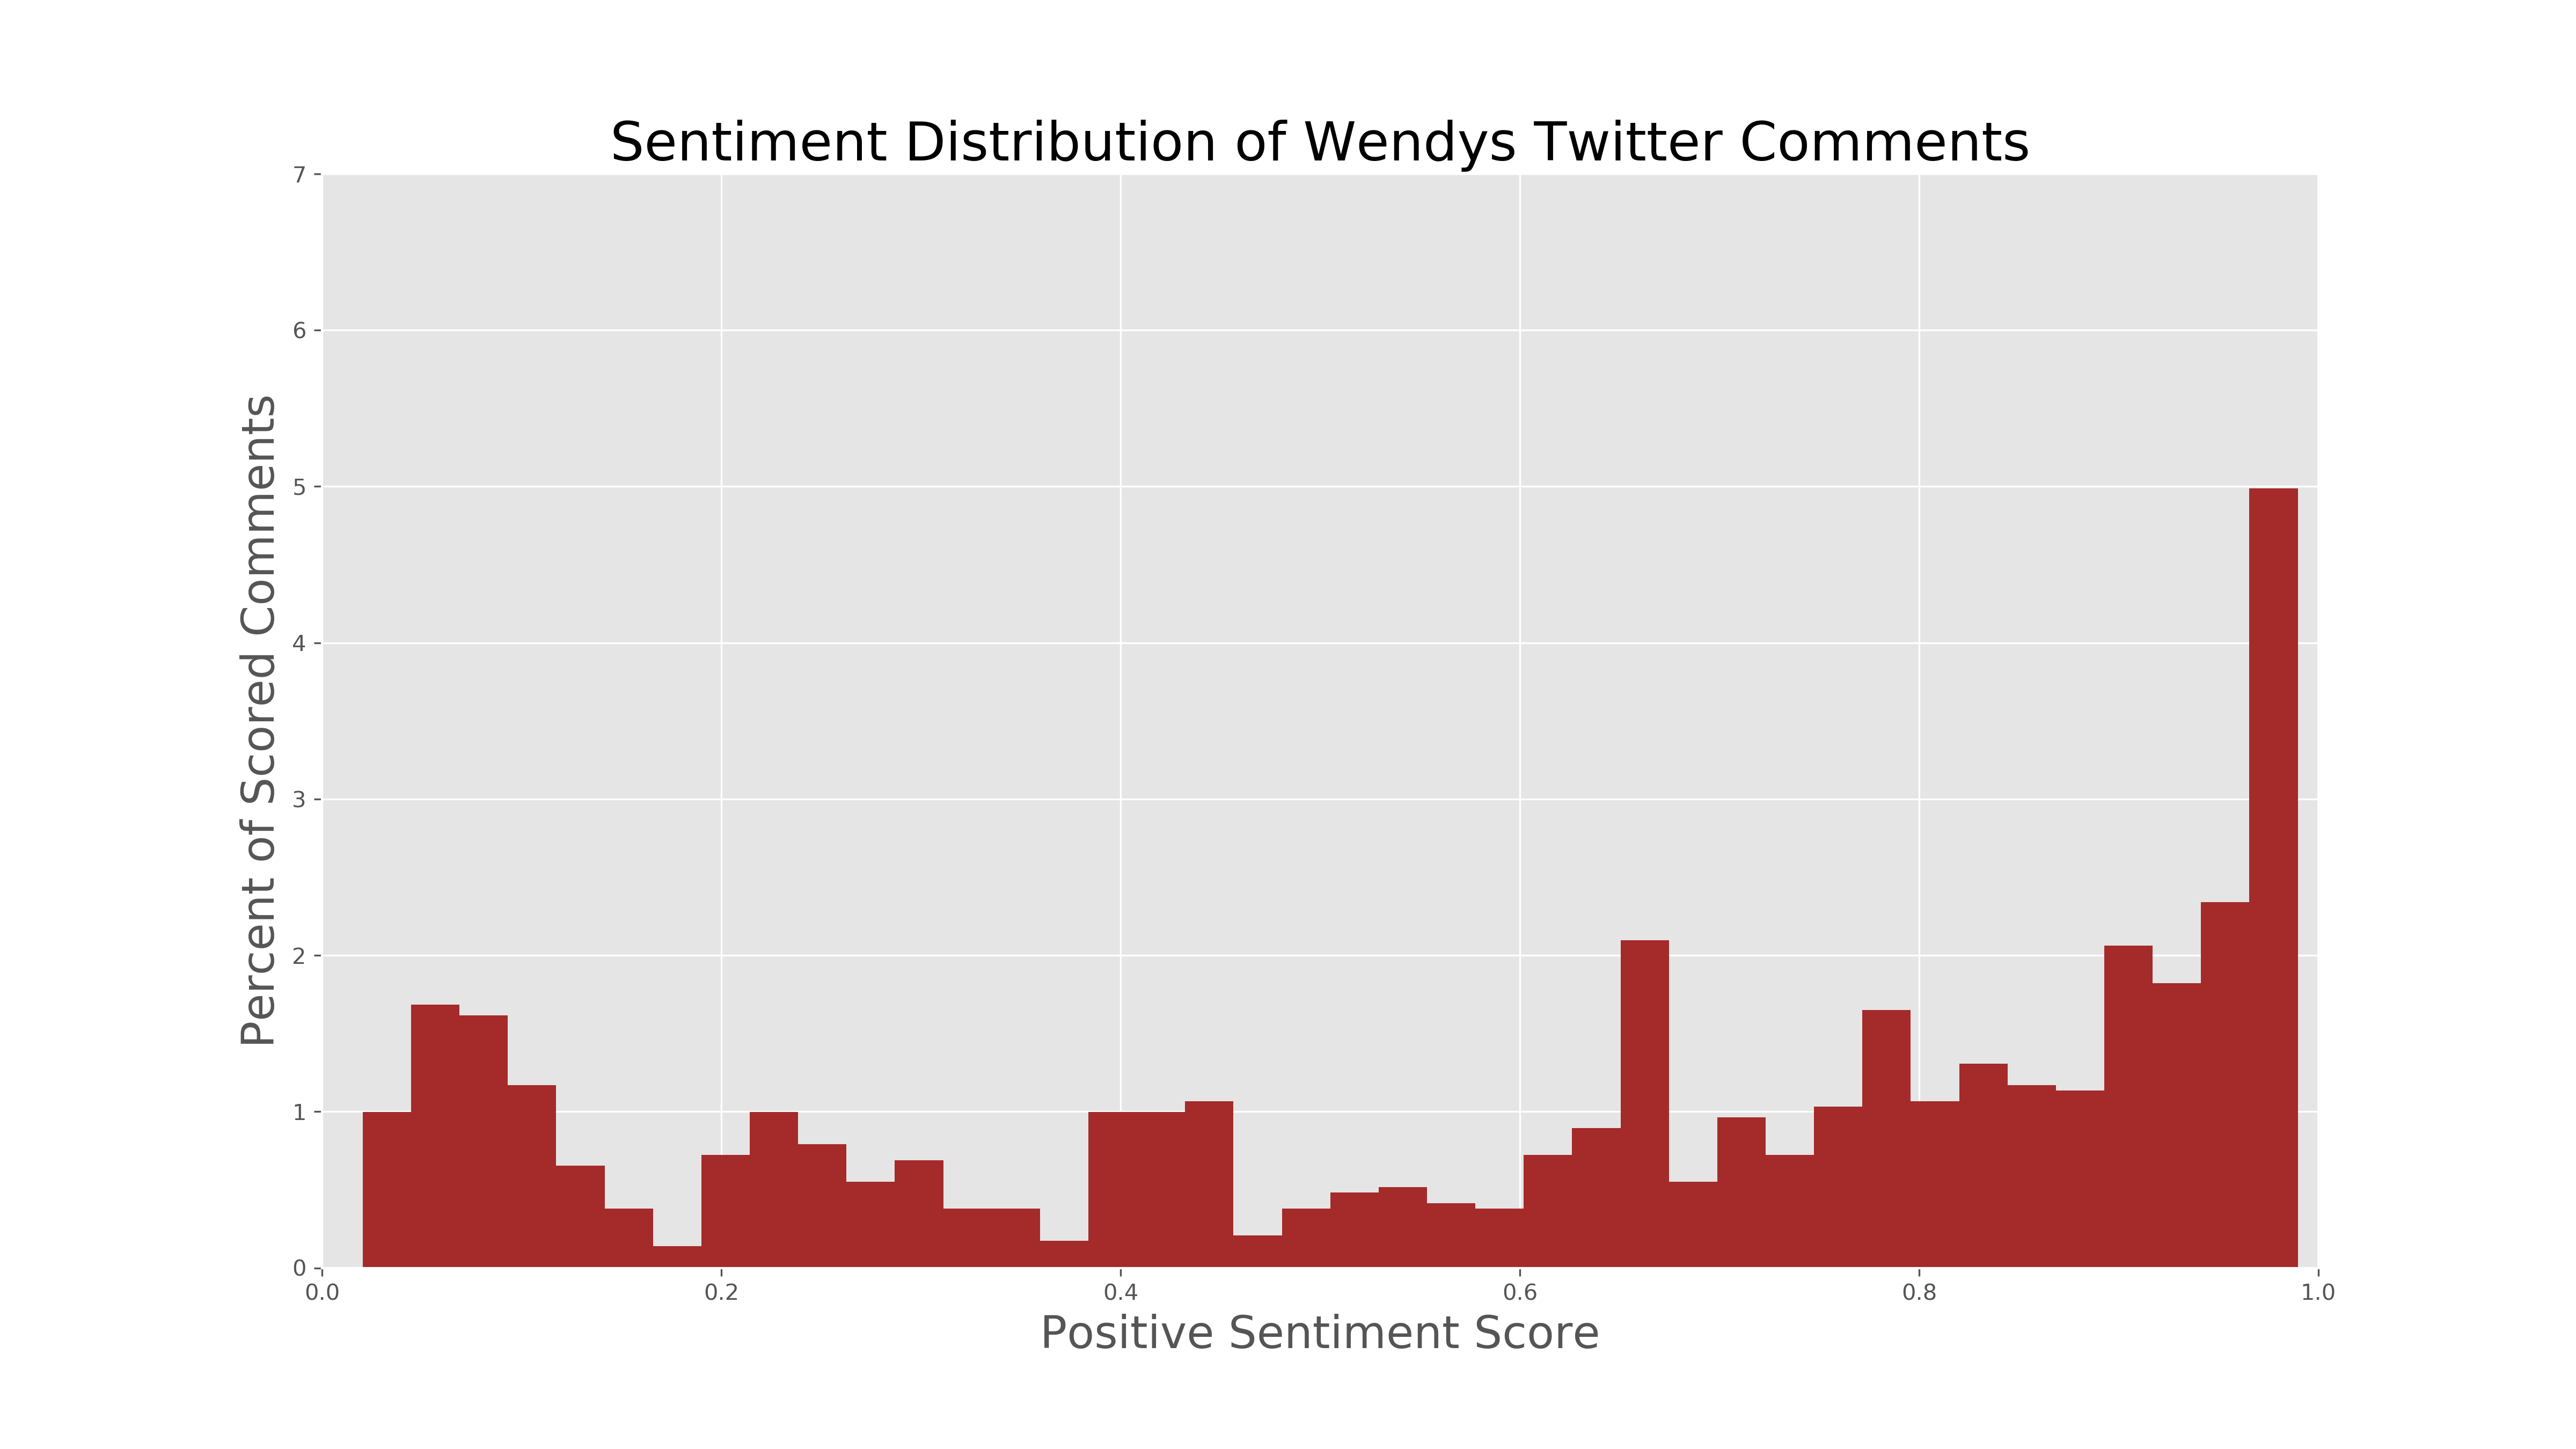 Sentiment Distribution of Wendys Twitter Comments
7
6
5
4
3
2
1
0
Percent of Scored Comments
0.0 0.2 0.4 0.6 0.8 1.0
Positive Sentiment Score